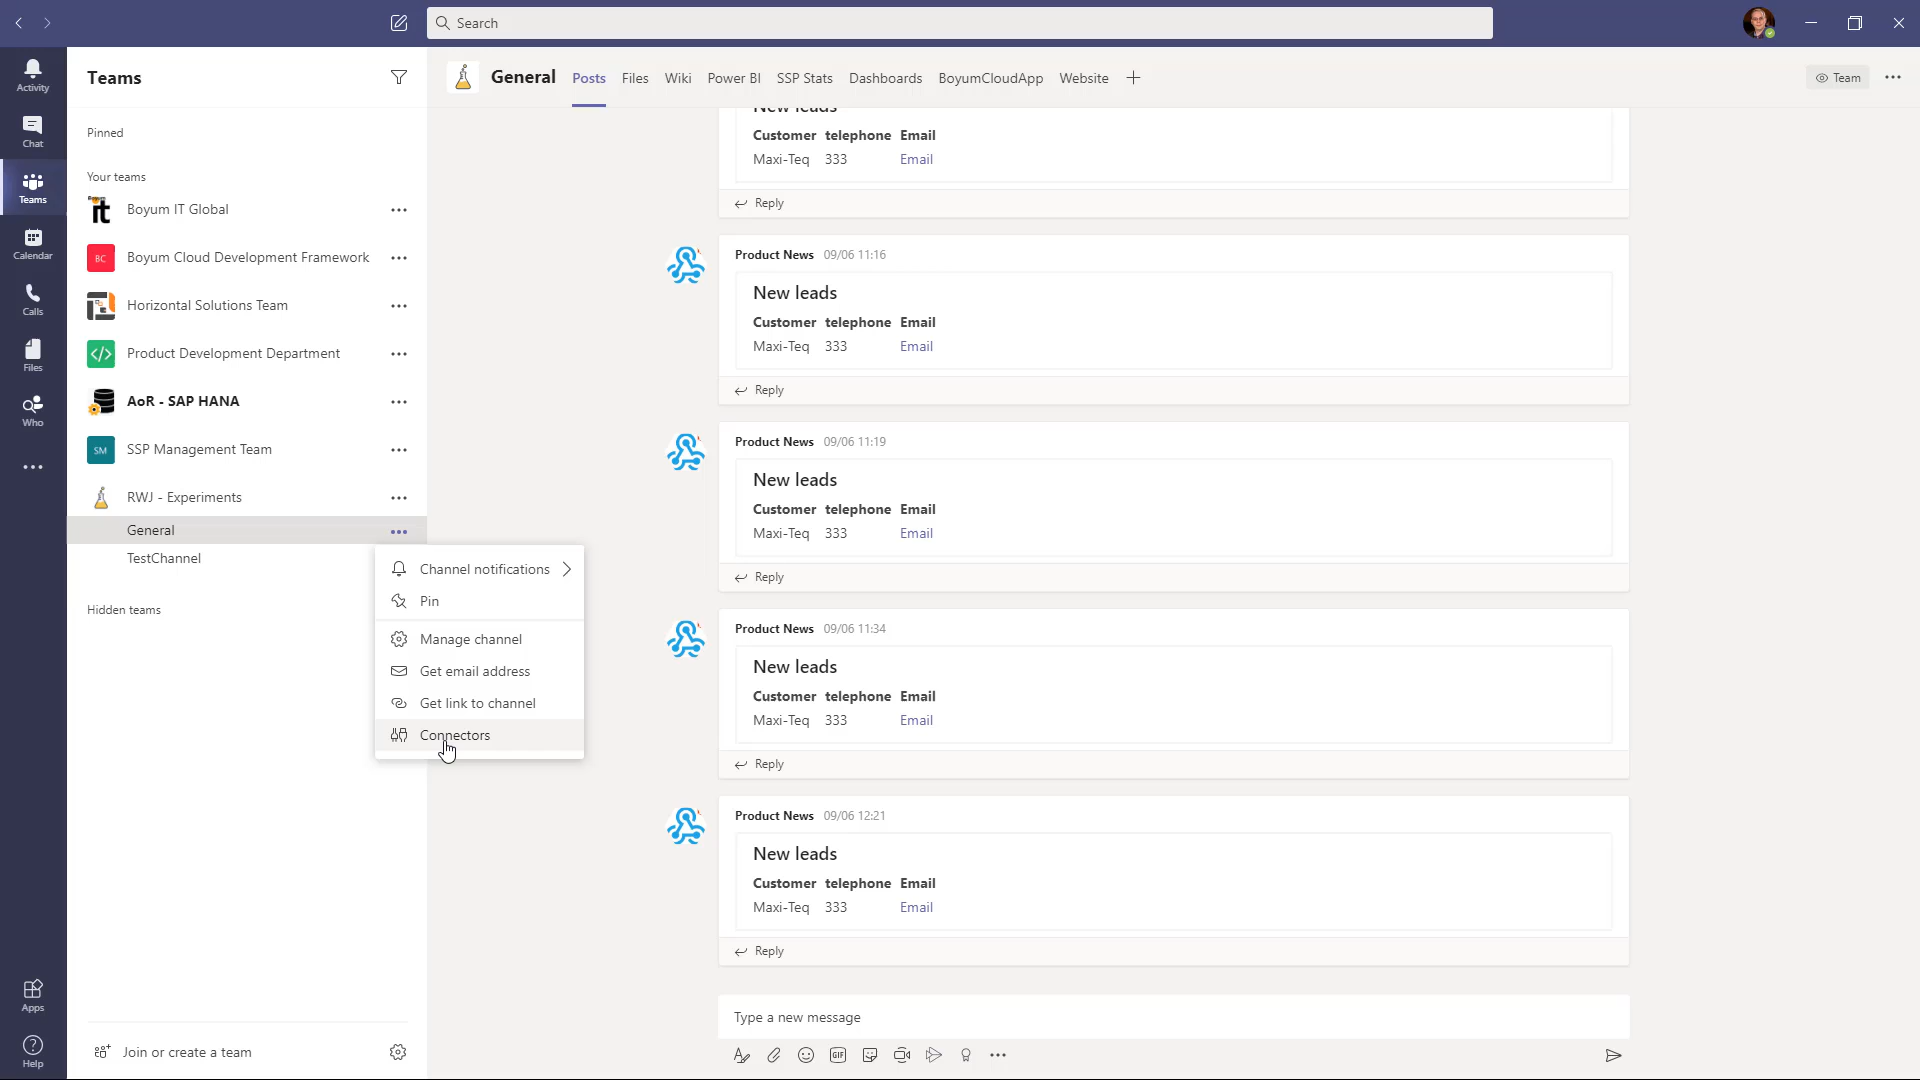 Search
Activity
Chat
Teams
Calendar
Calls
Files
Who
Apps
Help
Teams
Pinned
Your teams
Boyum IT Global
BC Boyum Cloud Development Framework
Horizontal Solutions Team
Product Development Department
AoR - SAP HANA
SM SSP Management Team
RWJ - Experiments
General
TestChannel
Hidden teams
Join or create a team
Channel notifications
Pin
Manage channel
Get email address
Get link to channel
Connectors
General Posts Files Wiki Power BI SSP Stats Dashboards BoyumCloudApp Website
Team
New leads
Customer telephone Email
Maxi-Teq 333 Email
Reply
Product News 09/06 11:16
New leads
Customer telephone Email
Maxi-Teq 333 Email
Reply
Product News 09/06 11:19
New leads
Customer telephone Email
Maxi-Teq 333 Email
Reply
Product News 09/06 11:34
New leads
Customer telephone Email
Maxi-Teq 333 Email
Reply
Product News 09/06 12:21
New leads
Customer telephone Email
Maxi-Teq 333 Email
Reply
Type a new message
GIF